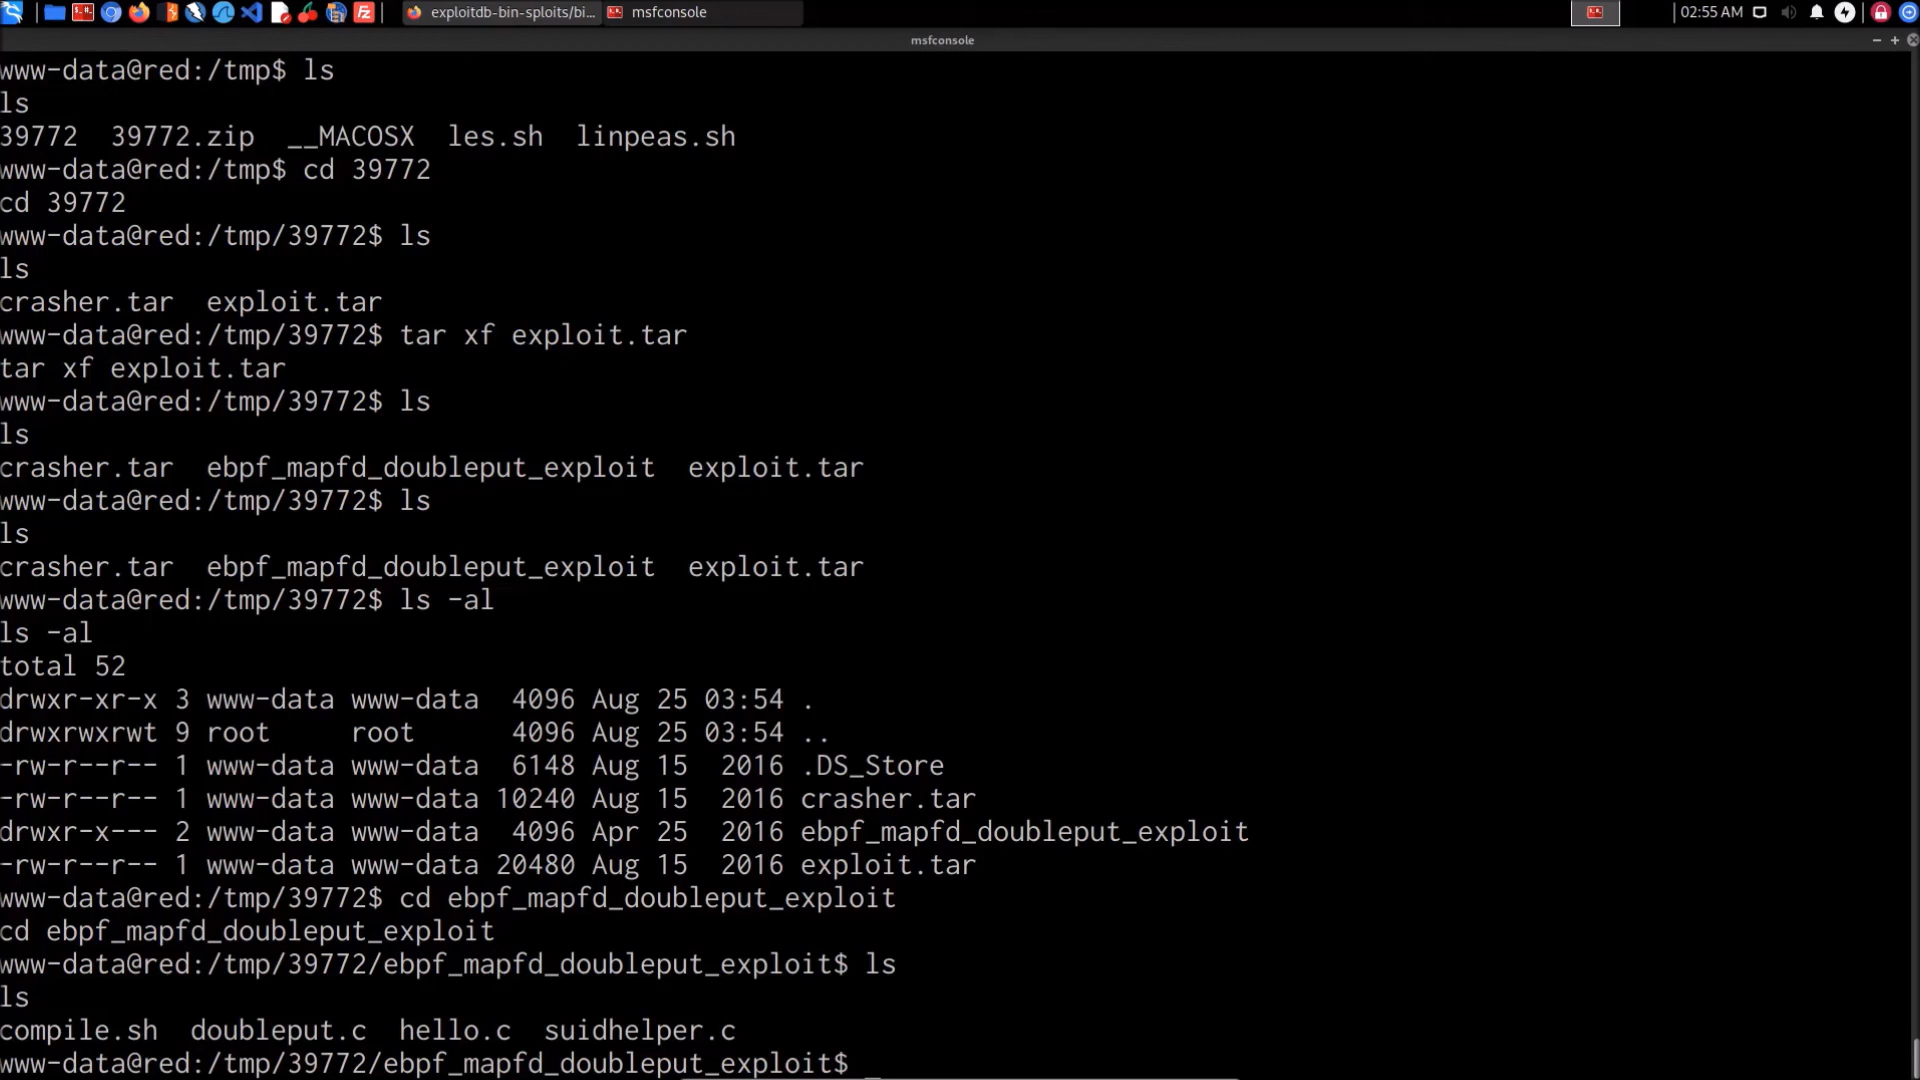 exploitdb-bin-sploits/bi... msfconsole 02:55 AM
msfconsole
www-data@red:/tmp$ ls
ls
39772  39772.zip  __MACOSX  les.sh  linpeas.sh
www-data@red:/tmp$ cd 39772
cd 39772
www-data@red:/tmp/39772$ ls
ls
crasher.tar  exploit.tar
www-data@red:/tmp/39772$ tar xf exploit.tar
tar xf exploit.tar
www-data@red:/tmp/39772$ ls
ls
crasher.tar  ebpf_mapfd_doubleput_exploit  exploit.tar
www-data@red:/tmp/39772$ ls
ls
crasher.tar  ebpf_mapfd_doubleput_exploit  exploit.tar
www-data@red:/tmp/39772$ ls -al
ls -al
total 52
drwxr-xr-x 3 www-data www-data  4096 Aug 25 03:54 .
drwxrwxrwt 9 root     root      4096 Aug 25 03:54 ..
-rw-r--r-- 1 www-data www-data  6148 Aug 15  2016 .DS_Store
-rw-r--r-- 1 www-data www-data 10240 Aug 15  2016 crasher.tar
drwxr-x--- 2 www-data www-data  4096 Apr 25  2016 ebpf_mapfd_doubleput_exploit
-rw-r--r-- 1 www-data www-data 20480 Aug 15  2016 exploit.tar
www-data@red:/tmp/39772$ cd ebpf_mapfd_doubleput_exploit
cd ebpf_mapfd_doubleput_exploit
www-data@red:/tmp/39772/ebpf_mapfd_doubleput_exploit$ ls
ls
compile.sh  doubleput.c  hello.c  suidhelper.c
www-data@red:/tmp/39772/ebpf_mapfd_doubleput_exploit$ _